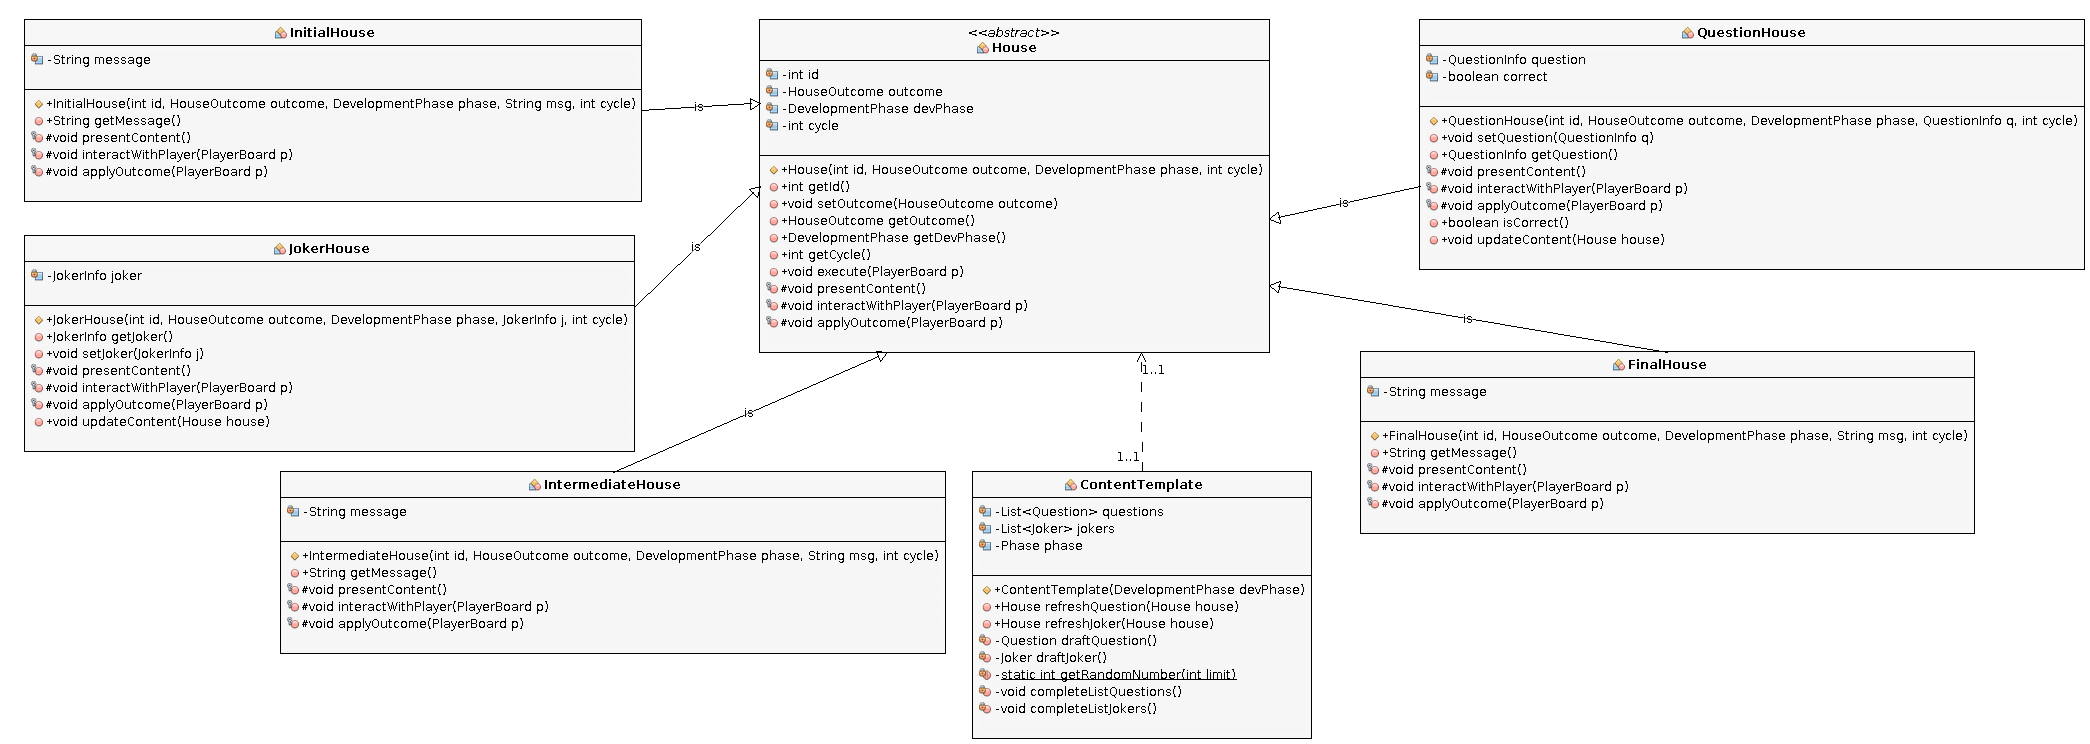 InitialHouse
-String message
+InitialHouse(int id, HouseOutcome outcome, DevelopmentPhase phase, String msg, int cycle)
+String getMessage()
#void presentContent()
#void interactWithPlayer(PlayerBoard p)
#void applyOutcome(PlayerBoard p)
is
<<abstract>>
House
-int id
-HouseOutcome outcome
-DevelopmentPhase devPhase
-int cycle
+House(int id, HouseOutcome outcome, DevelopmentPhase phase, int cycle)
+int getId()
+void setOutcome(HouseOutcome outcome)
+HouseOutcome getOutcome()
+DevelopmentPhase getDevPhase()
+int getCycle()
+void execute(PlayerBoard p)
#void presentContent()
#void interactWithPlayer(PlayerBoard p)
#void applyOutcome(PlayerBoard p)
QuestionHouse
-QuestionInfo question
-boolean correct
+QuestionHouse(int id, HouseOutcome outcome, DevelopmentPhase phase, QuestionInfo q, int cycle)
+void setQuestion(QuestionInfo q)
+QuestionInfo getQuestion()
#void presentContent()
#void interactWithPlayer(PlayerBoard p)
#void applyOutcome(PlayerBoard p)
+boolean isCorrect()
+void updateContent(House house)
is
JokerHouse
-JokerInfo joker
+JokerHouse(int id, HouseOutcome outcome, DevelopmentPhase phase, JokerInfo j, int cycle)
+JokerInfo getJoker()
+void setJoker(JokerInfo j)
#void presentContent()
#void interactWithPlayer(PlayerBoard p)
#void applyOutcome(PlayerBoard p)
+void updateContent(House house)
is
is
FinalHouse
-String message
+FinalHouse(int id, HouseOutcome outcome, DevelopmentPhase phase, String msg, int cycle)
+String getMessage()
#void presentContent()
#void interactWithPlayer(PlayerBoard p)
#void applyOutcome(PlayerBoard p)
is
1..1
1..1
IntermediateHouse
-String message
+IntermediateHouse(int id, HouseOutcome outcome, DevelopmentPhase phase, String msg, int cycle)
+String getMessage()
#void presentContent()
#void interactWithPlayer(PlayerBoard p)
#void applyOutcome(PlayerBoard p)
ContentTemplate
-List<Question> questions
-List<Joker> jokers
-Phase phase
+ContentTemplate(DevelopmentPhase devPhase)
+House refreshQuestion(House house)
+House refreshJoker(House house)
-Question draftQuestion()
-Joker draftJoker()
-static int getRandomNumber(int limit)
-void completeListQuestions()
-void completeListJokers()